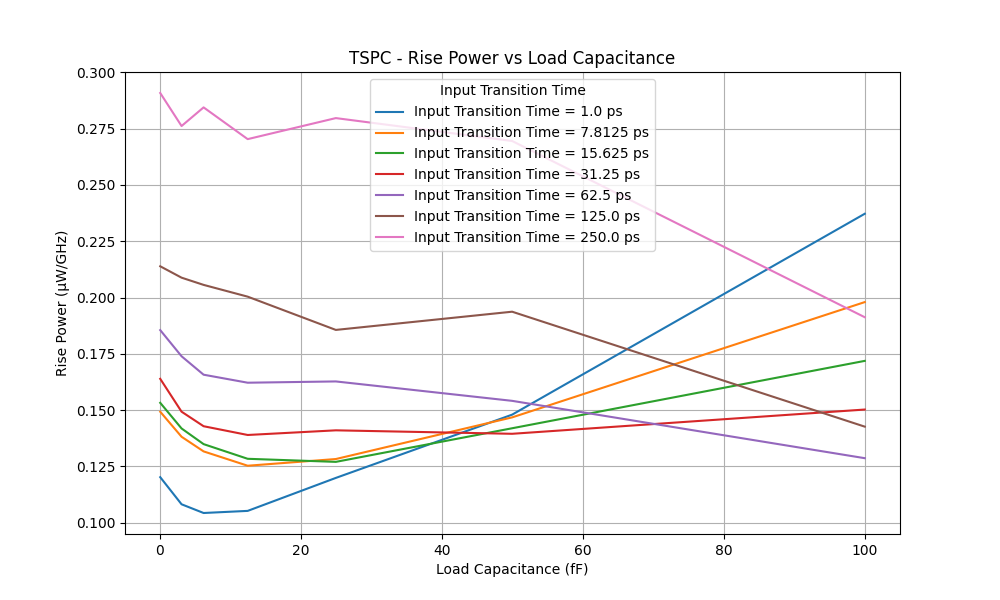 TSPC - Rise Power vs Load Capacitance
Rise Power (μW/GHz)
0.300
0.275
0.250
0.225
0.200
0.175
0.150
0.125
0.100
Input Transition Time
Input Transition Time = 1.0 ps
Input Transition Time = 7.8125 ps
Input Transition Time = 15.625 ps
Input Transition Time = 31.25 ps
Input Transition Time = 62.5 ps
Input Transition Time = 125.0 ps
Input Transition Time = 250.0 ps
0 20 40 60 80 100
Load Capacitance (fF)